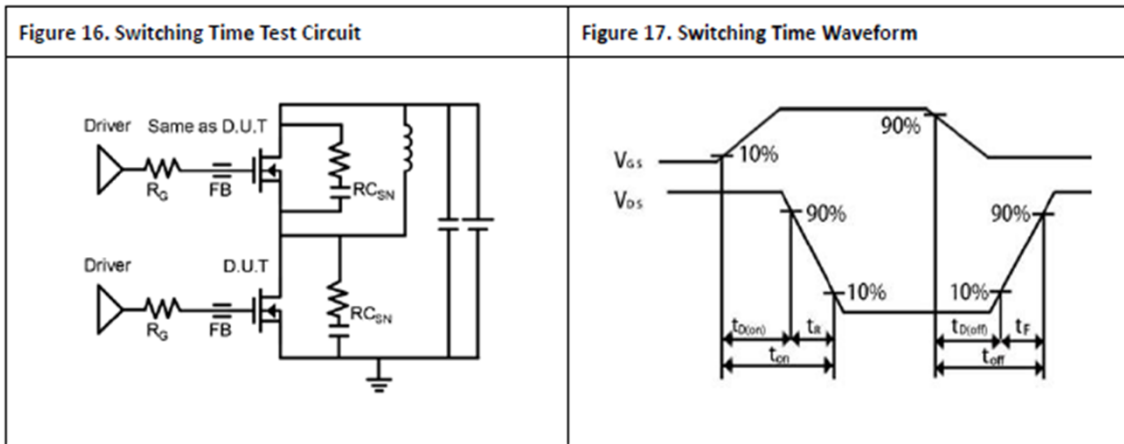 Figure 16. Switching Time Test Circuit
Driver Same as D.U.T
RG
FB
RCSN
Driver
D.U.T
RG
FB
RCSN
Figure 17. Switching Time Waveform
VGS
10%
90%
VDS
90%
90%
10%
10%
tD(on)
tR
tD(off)
tF
ton
toff